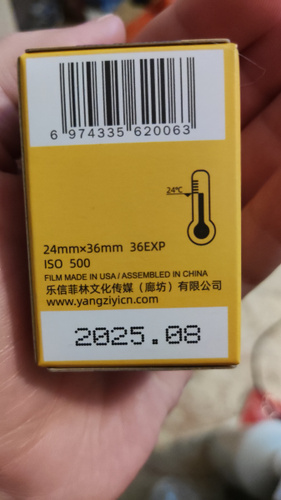 6 974335 620063
24℃
24mm×36mm 36EXP
ISO 500
FILM MADE IN USA / ASSEMBLED IN CHINA
乐信菲林文化传媒（廊坊）有限公司
www.yangziyicn.com
2025.08